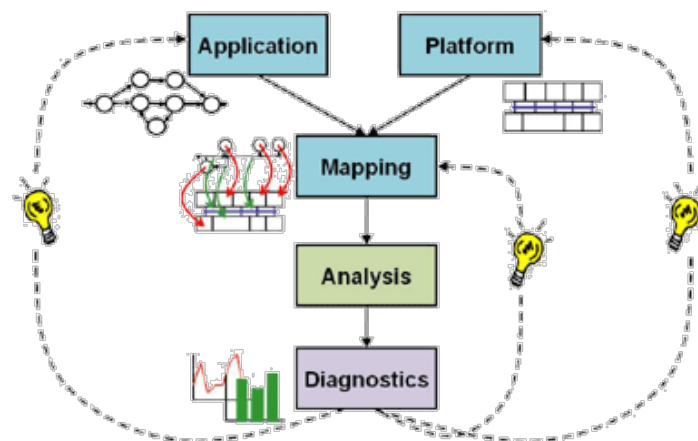 Application
Platform
Mapping
Analysis
Diagnostics